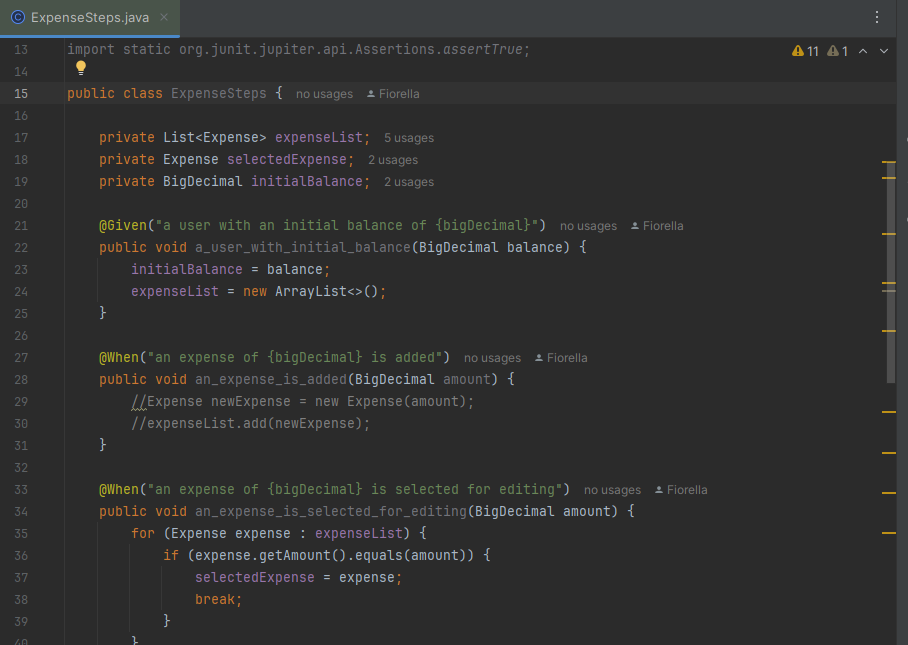 ExpenseSteps.java
13 import static org.junit.jupiter.api.Assertions.assertTrue; 11 1
14
15 public class ExpenseSteps { no usages Fiorella
16
17 private List<Expense> expenseList; 5 usages
18 private Expense selectedExpense; 2 usages
19 private BigDecimal initialBalance; 2 usages
20
21 @Given("a user with an initial balance of {bigDecimal}") no usages Fiorella
22 public void a_user_with_initial_balance(BigDecimal balance) {
23 initialBalance = balance;
24 expenseList = new ArrayList<>();
25 }
26
27 @When("an expense of {bigDecimal} is added") no usages Fiorella
28 public void an_expense_is_added(BigDecimal amount) {
29 //Expense newExpense = new Expense(amount);
30 //expenseList.add(newExpense);
31 }
32
33 @When("an expense of {bigDecimal} is selected for editing") no usages Fiorella
34 public void an_expense_is_selected_for_editing(BigDecimal amount) {
35 for (Expense expense : expenseList) {
36 if (expense.getAmount().equals(amount)) {
37 selectedExpense = expense;
38 break;
39 }
40 }